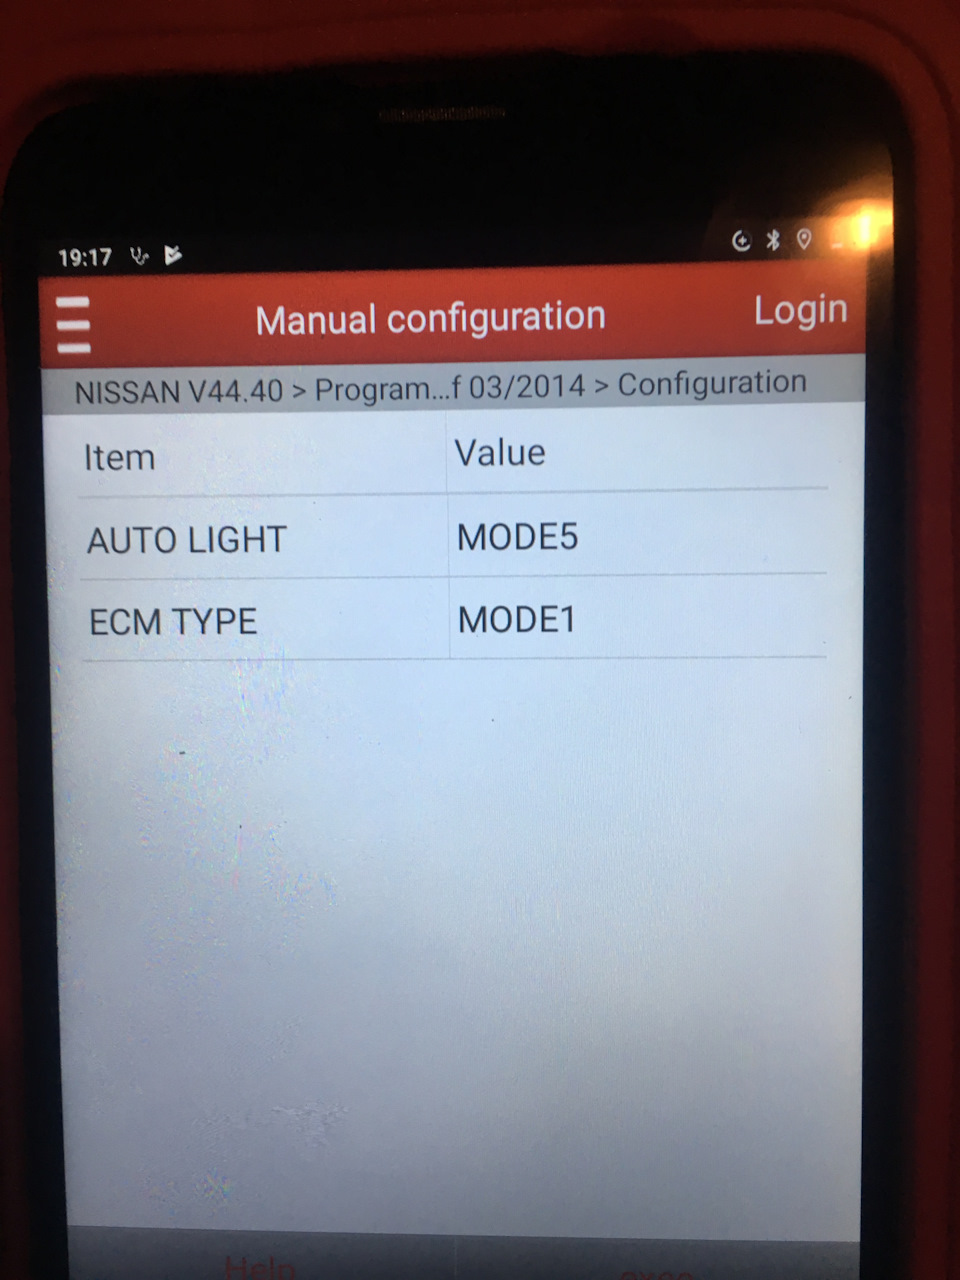 19:17
Manual configuration
Login
NISSAN V44.40 > Program...f 03/2014 > Configuration
Item Value
AUTO LIGHT MODE5
ECM TYPE MODE1
Help